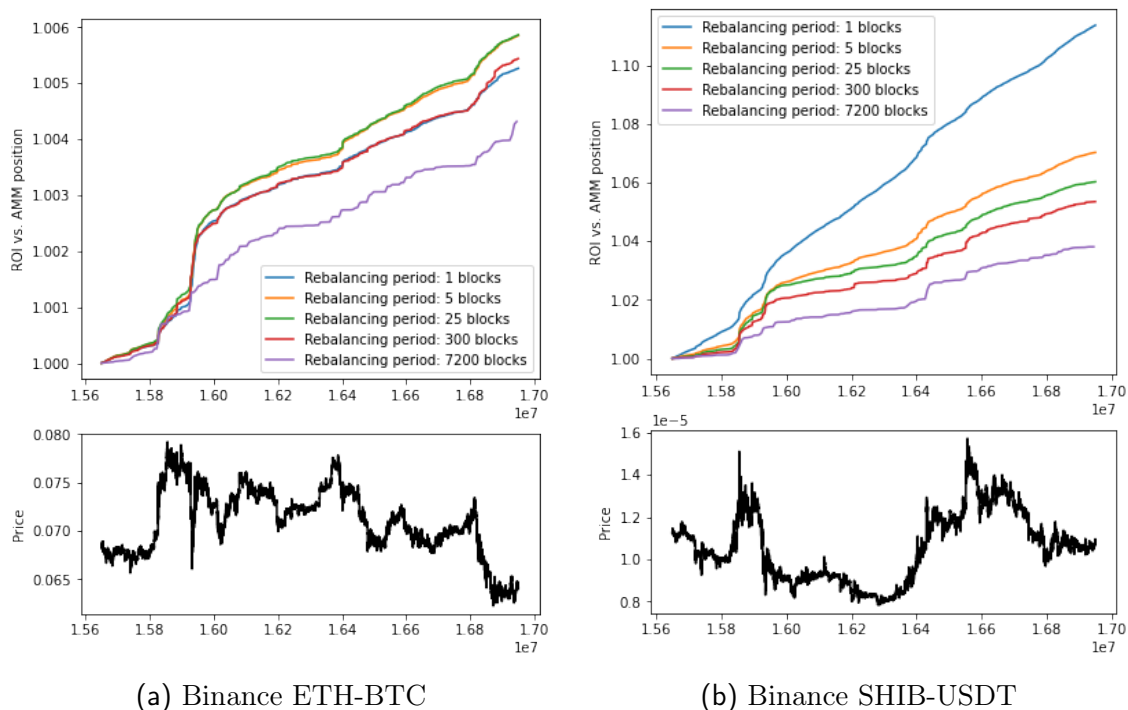 1.006
1.005
1.004
1.003
1.002
1.001
1.000
ROI vs. AMM position
Rebalancing period: 1 blocks
Rebalancing period: 5 blocks
Rebalancing period: 25 blocks
Rebalancing period: 300 blocks
Rebalancing period: 7200 blocks
1.56 1.58 1.60 1.62 1.64 1.66 1.68 1.70
1e7
0.080
0.075
0.070
0.065
Price
1.56 1.58 1.60 1.62 1.64 1.66 1.68 1.70
1e7
(a) Binance ETH-BTC
Rebalancing period: 1 blocks
Rebalancing period: 5 blocks
Rebalancing period: 25 blocks
Rebalancing period: 300 blocks
Rebalancing period: 7200 blocks
1.10
1.08
1.06
1.04
1.02
1.00
ROI vs. AMM position
1.56 1.58 1.60 1.62 1.64 1.66 1.68 1.70
1e7
1e−5
1.6
1.4
1.2
1.0
0.8
Price
1.56 1.58 1.60 1.62 1.64 1.66 1.68 1.70
1e7
(b) Binance SHIB-USDT